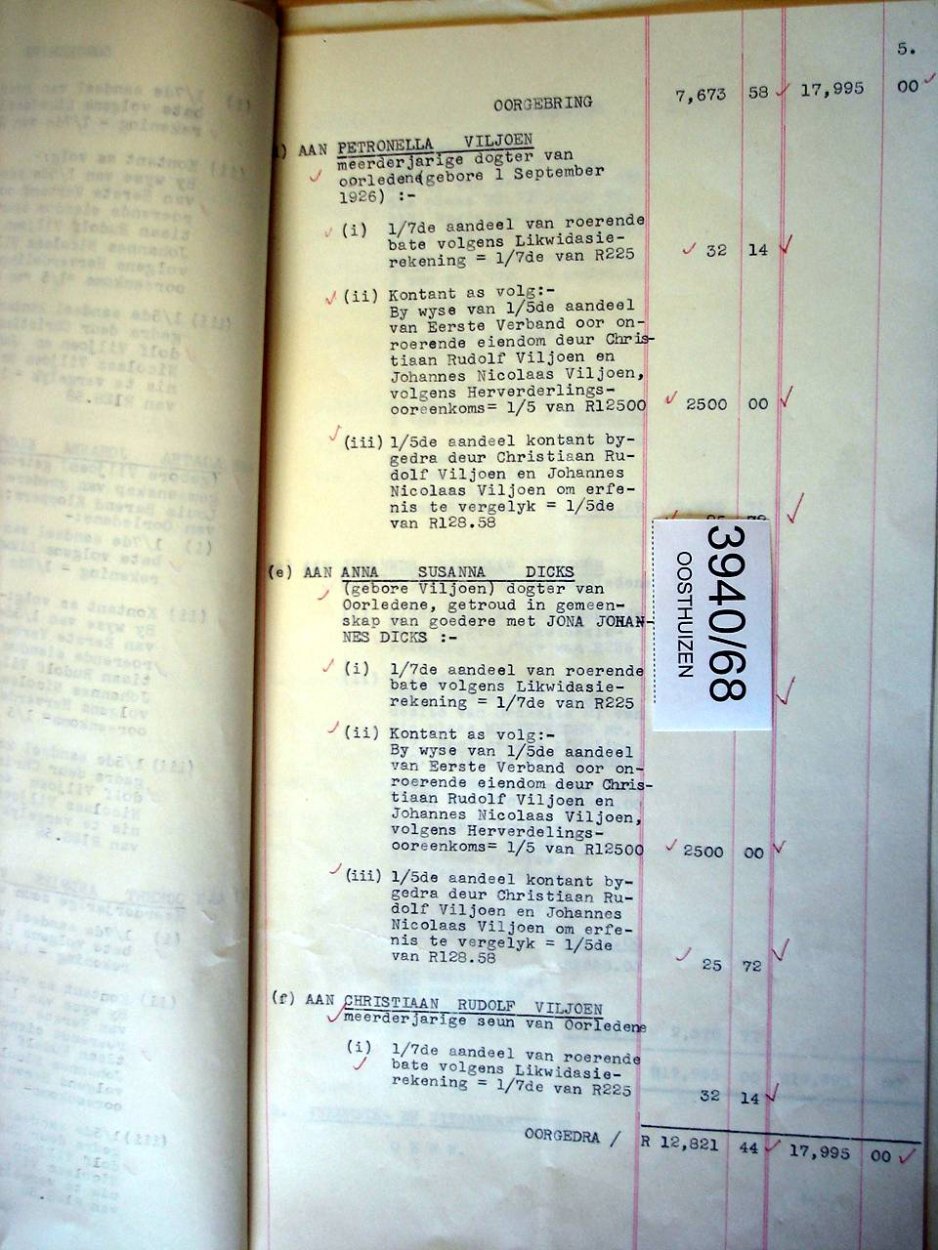 5.
OORGEBRING 7,673 58 17,995 00
) AAN PETRONELLA VILJOEN
meerderjarige dogter van
oorledene(gebore 1 September
1926) :-
(i) 1/7de aandeel van roerende
bate volgens Likwidasie-
rekening = 1/7de van R225 32 14
(ii) Kontant as volg:-
By wyse van 1/5de aandeel
van Eerste Verband oor on-
roerende eiendom deur Chris-
tiaan Rudolf Viljoen en
Johannes Nicolaas Viljoen,
volgens Herverderlings-
ooreenkoms= 1/5 van R12500 2500 00
(iii) 1/5de aandeel kontant by-
gedra deur Christiaan Ru-
dolf Viljoen en Johannes
Nicolaas Viljoen om erfe-
nis te vergelyk = 1/5de
van R128.58
3940/68
OOSTHUIZEN
(e) AAN ANNA SUSANNA DICKS
(gebore Viljoen) dogter van
Oorledene, getroud in gemeen-
skap van goedere met JONA JOHAN-
NES DICKS :-
(i) 1/7de aandeel van roerende
bate volgens Likwidasie-
rekening = 1/7de van R225
(ii) Kontant as volg:-
By wyse van 1/5de aandeel
van Eerste Verband oor on-
roerende eiendom deur Chris-
tiaan Rudolf Viljoen en
Johannes Nicolaas Viljoen,
volgens Herverdelings-
ooreenkoms= 1/5 van R12500 2500 00
(iii) 1/5de aandeel kontant by-
gedra deur Christiaan Ru-
dolf Viljoen en Johannes
Nicolaas Viljoen om erfe-
nis te vergelyk = 1/5de
van R128.58 25 72
(f) AAN CHRISTIAAN RUDOLF VILJOEN
meerderjarige seun van Oorledene
(i) 1/7de aandeel van roerende
bate volgens Likwidasie-
rekening = 1/7de van R225 32 14
OORGEDRA / R 12,821 44 17,995 00